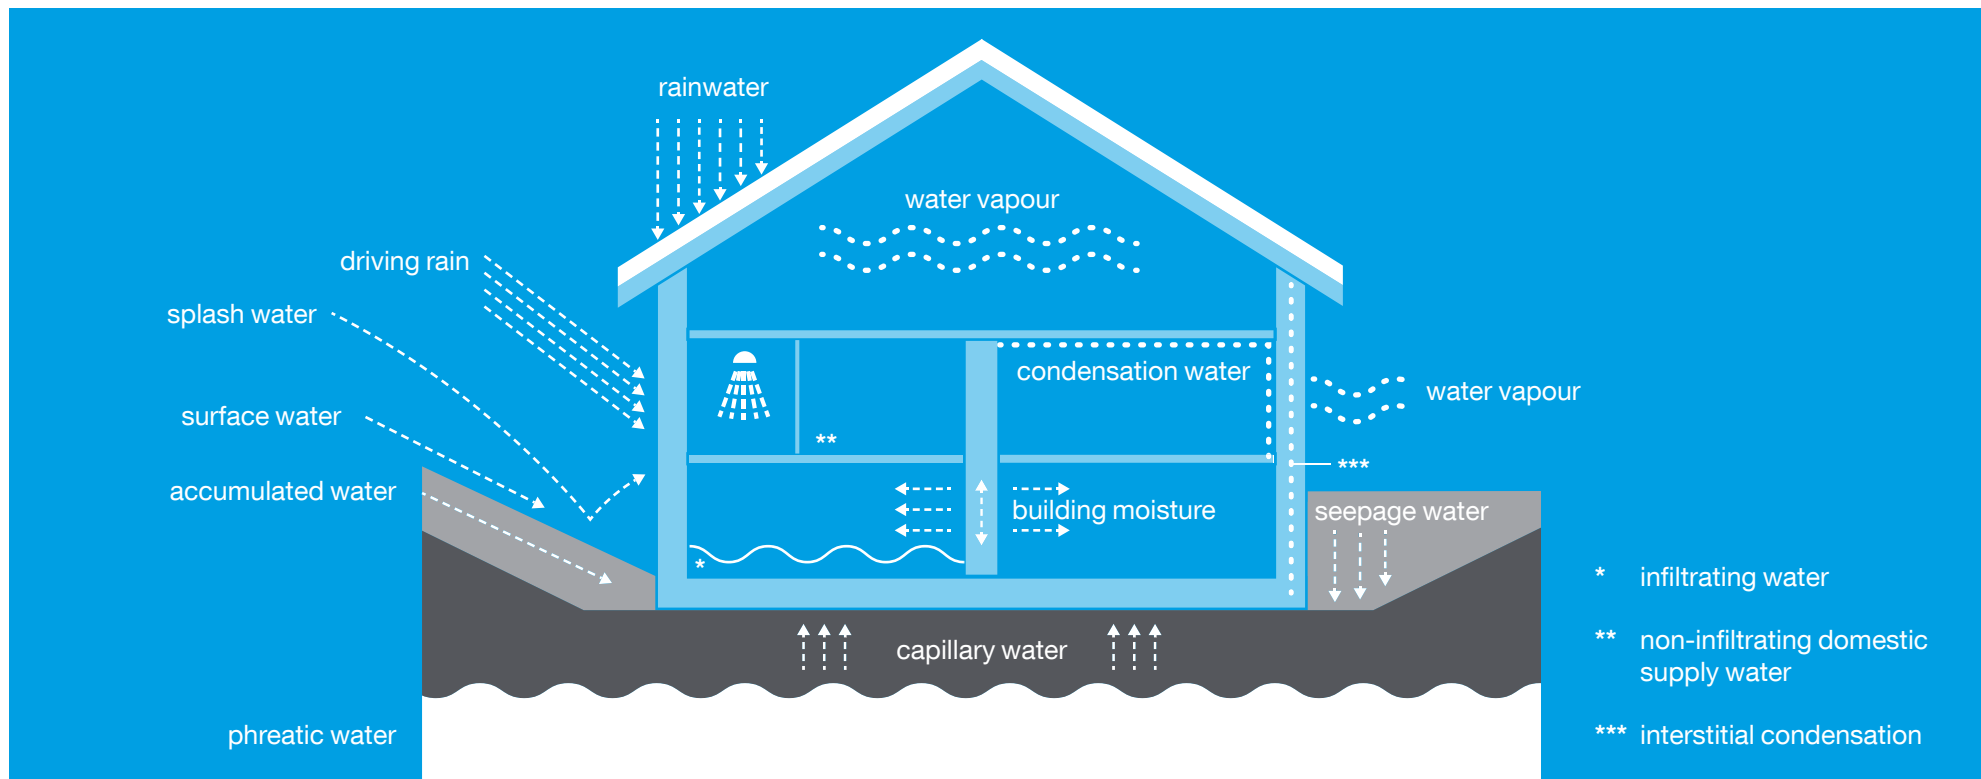 rainwater
water vapour
driving rain
splash water
condensation water
water vapour
surface water
**
***
accumulated water
building moisture
seepage water
*
* infiltrating water
capillary water
** non-infiltrating domestic
supply water
phreatic water
*** interstitial condensation